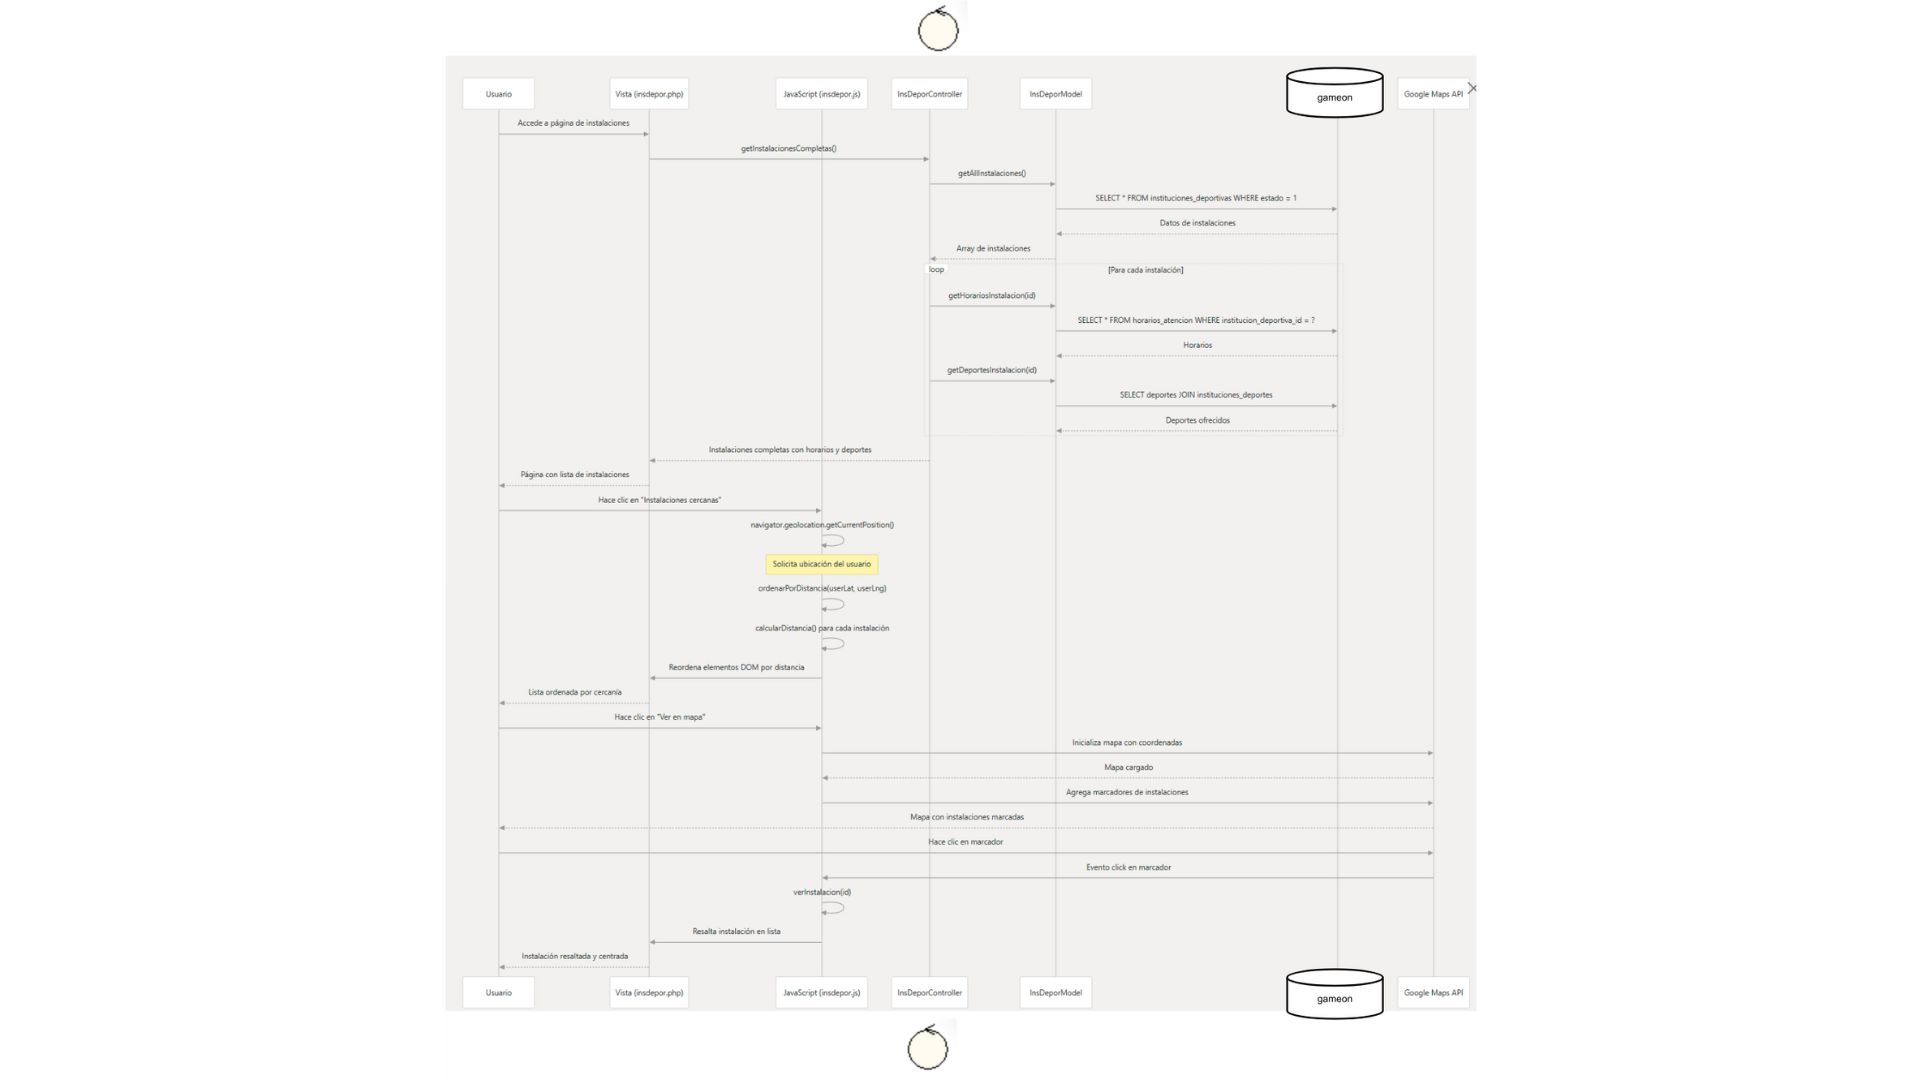 Usuario
Vista (insdepor.php)
JavaScript (insdepor.js)
InsDeporController
InsDeporModel
gameon
Google Maps API
Accede a página de instalaciones
getInstalacionesCompletas()
getAllInstalaciones()
SELECT * FROM instituciones_deportivas WHERE estado = 1
Datos de instalaciones
Array de instalaciones
loop
[Para cada instalación]
getHorariosInstalacion(id)
SELECT * FROM horarios_atencion WHERE institucion_deportiva_id = ?
Horarios
getDeportesInstalacion(id)
SELECT deportes JOIN instituciones_deportes
Deportes ofrecidos
Instalaciones completas con horarios y deportes
Página con lista de instalaciones
Hace clic en "Instalaciones cercanas"
navigator.geolocation.getCurrentPosition()
Solicita ubicación del usuario
ordenarPorDistancia(userLat, userLng)
calcularDistancia() para cada instalación
Reordena elementos DOM por distancia
Lista ordenada por cercanía
Hace clic en "Ver en mapa"
Inicializa mapa con coordenadas
Mapa cargado
Agrega marcadores de instalaciones
Mapa con instalaciones marcadas
Hace clic en marcador
Evento click en marcador
verInstalacion(id)
Resalta instalación en lista
Instalación resaltada y centrada
Usuario
Vista (insdepor.php)
JavaScript (insdepor.js)
InsDeporController
InsDeporModel
gameon
Google Maps API